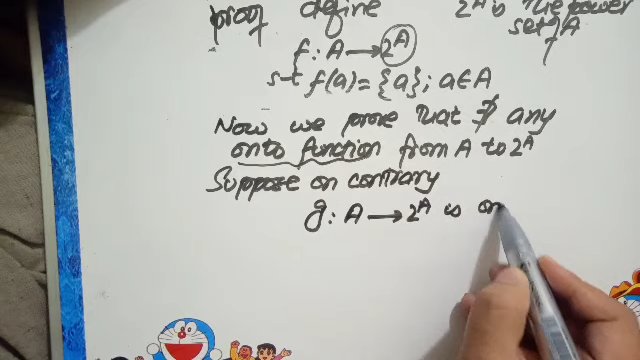 proof define 2^A is the power
set of A
f: A → 2^A
s.t f(a) = {a}; a ∈ A
Now we prove that ∄ any
onto function from A to 2^A
Suppose on contrary
g: A → 2^A is on